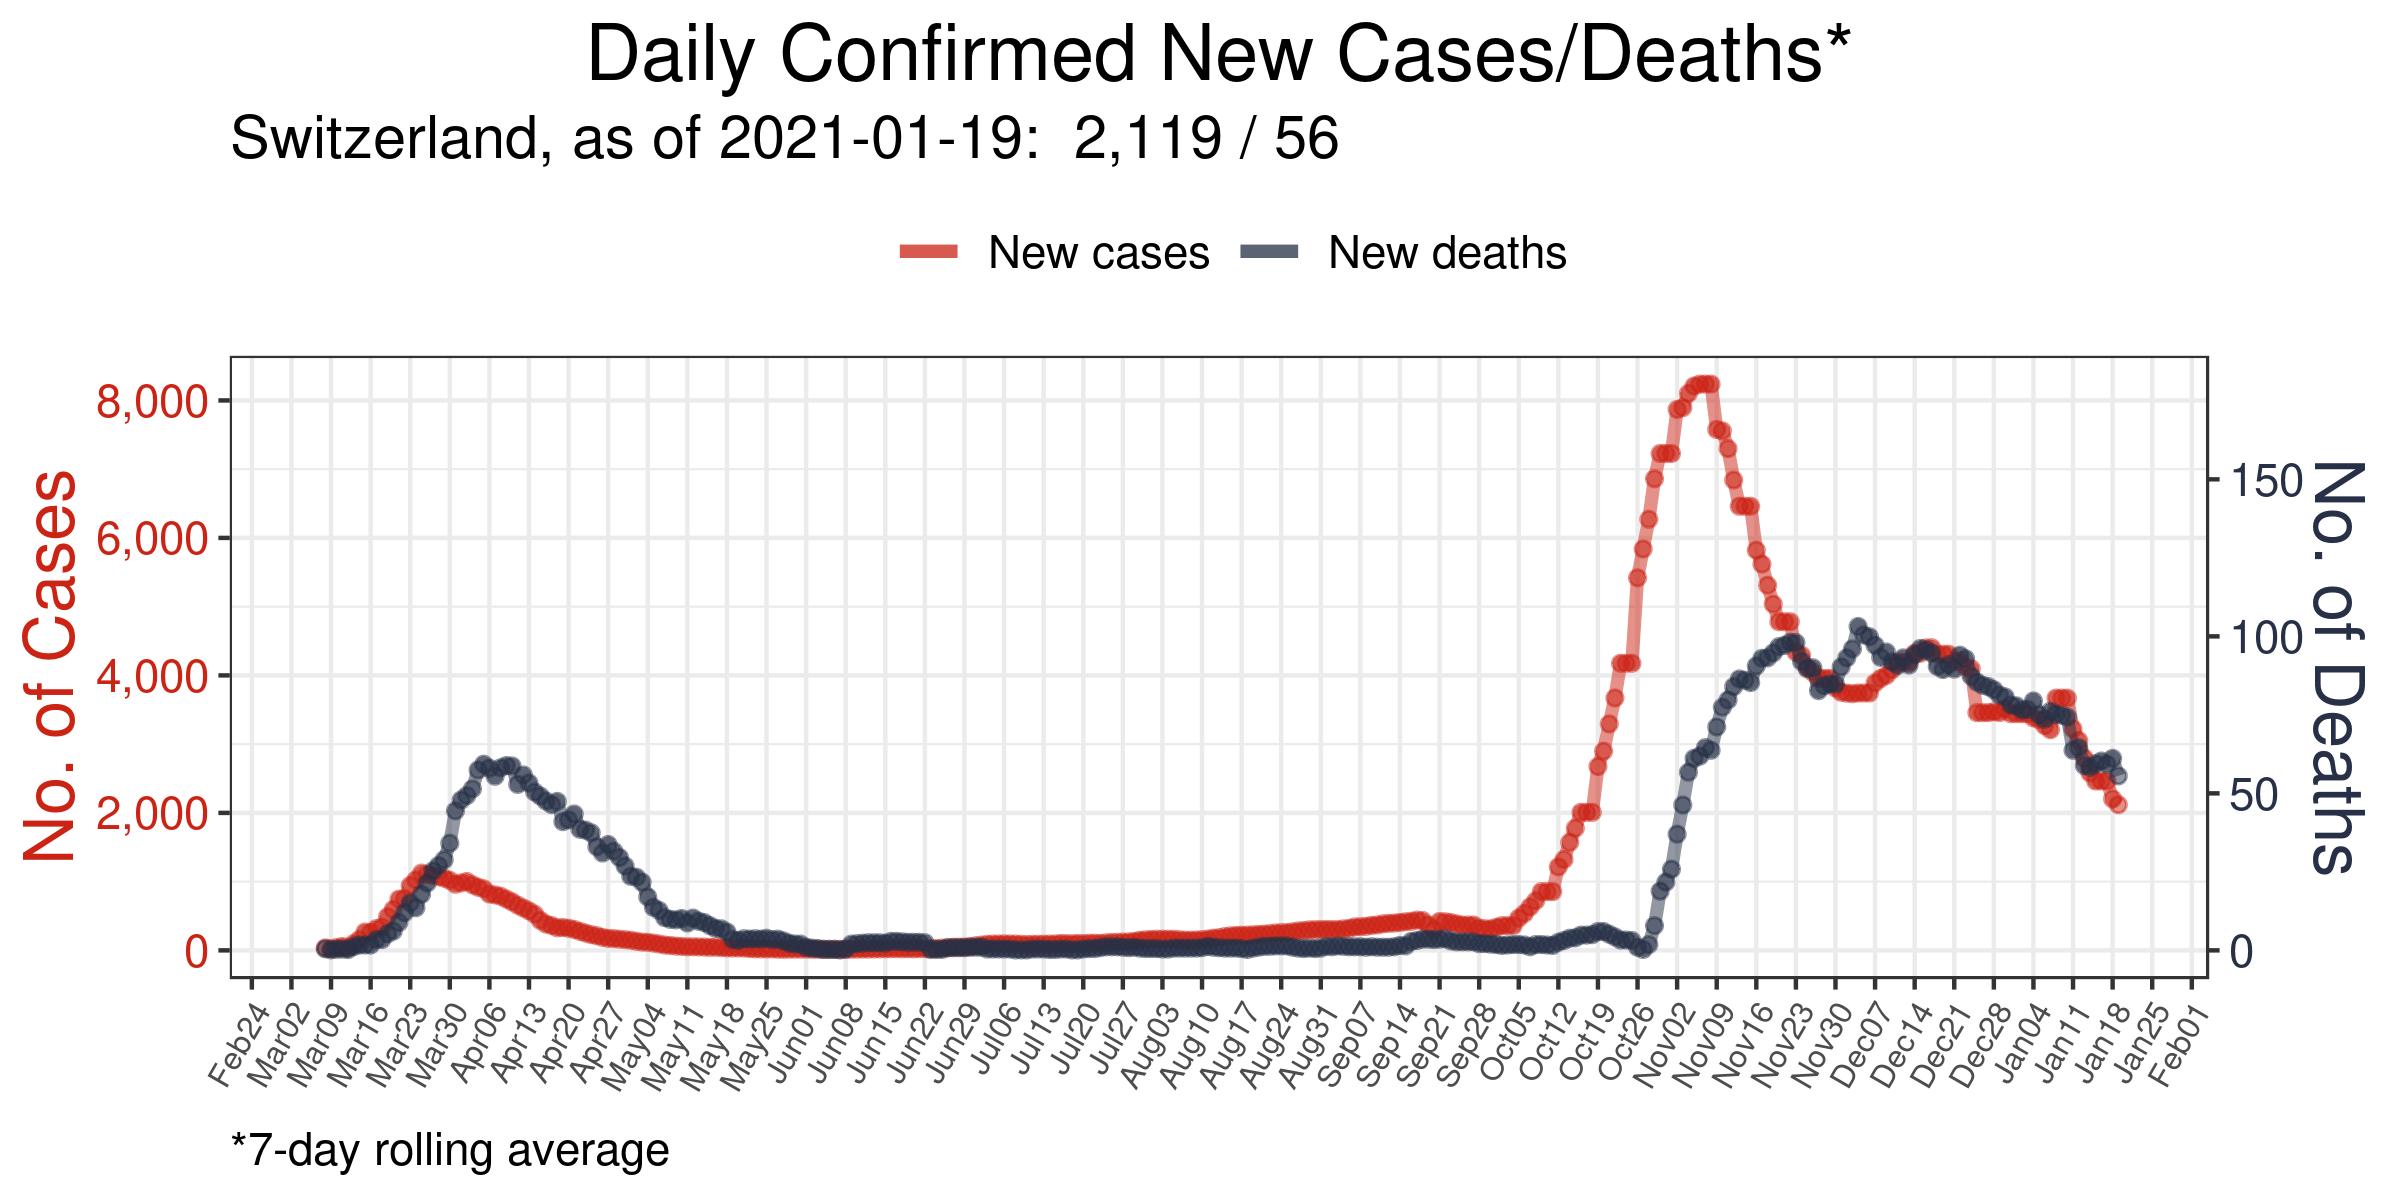 Daily Confirmed New Cases/Deaths*
Switzerland, as of 2021-01-19:  2,119 / 56
New cases
New deaths
No. of Cases
8,000
6,000
4,000
2,000
0
150
100
50
0
No. of Deaths
Feb24
Mar02
Mar09
Mar16
Mar23
Mar30
Apr06
Apr13
Apr20
Apr27
May04
May11
May18
May25
Jun01
Jun08
Jun15
Jun22
Jun29
Jul06
Jul13
Jul20
Jul27
Aug03
Aug10
Aug17
Aug24
Aug31
Sep07
Sep14
Sep21
Sep28
Oct05
Oct12
Oct19
Oct26
Nov02
Nov09
Nov16
Nov23
Nov30
Dec07
Dec14
Dec21
Dec28
Jan04
Jan11
Jan18
Jan25
Feb01
*7-day rolling average